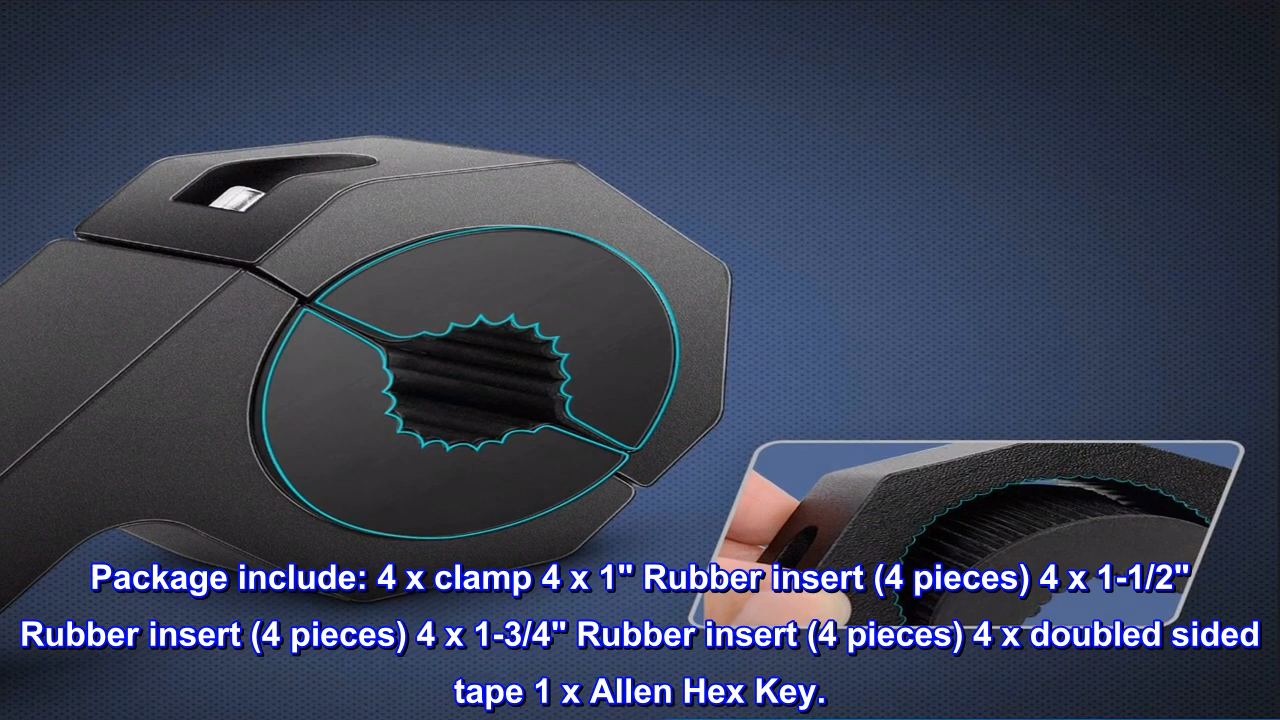 Package include: 4 x clamp 4 x 1" Rubber insert (4 pieces) 4 x 1-1/2"
Rubber insert (4 pieces) 4 x 1-3/4" Rubber insert (4 pieces) 4 x doubled sided
tape 1 x Allen Hex Key.